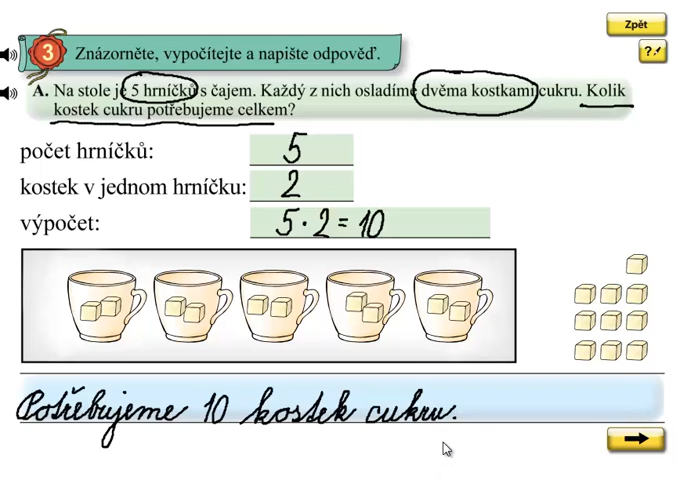 Zpět
3 Znázorněte, vypočítejte a napište odpověď.
?✓
A. Na stole je 5 hrníčků s čajem. Každý z nich osladíme dvěma kostkami cukru. Kolik
kostek cukru potřebujeme celkem?
počet hrníčků: 5
kostek v jednom hrníčku: 2
výpočet: 5 · 2 = 10
Potřebujeme 10 kostek cukru.